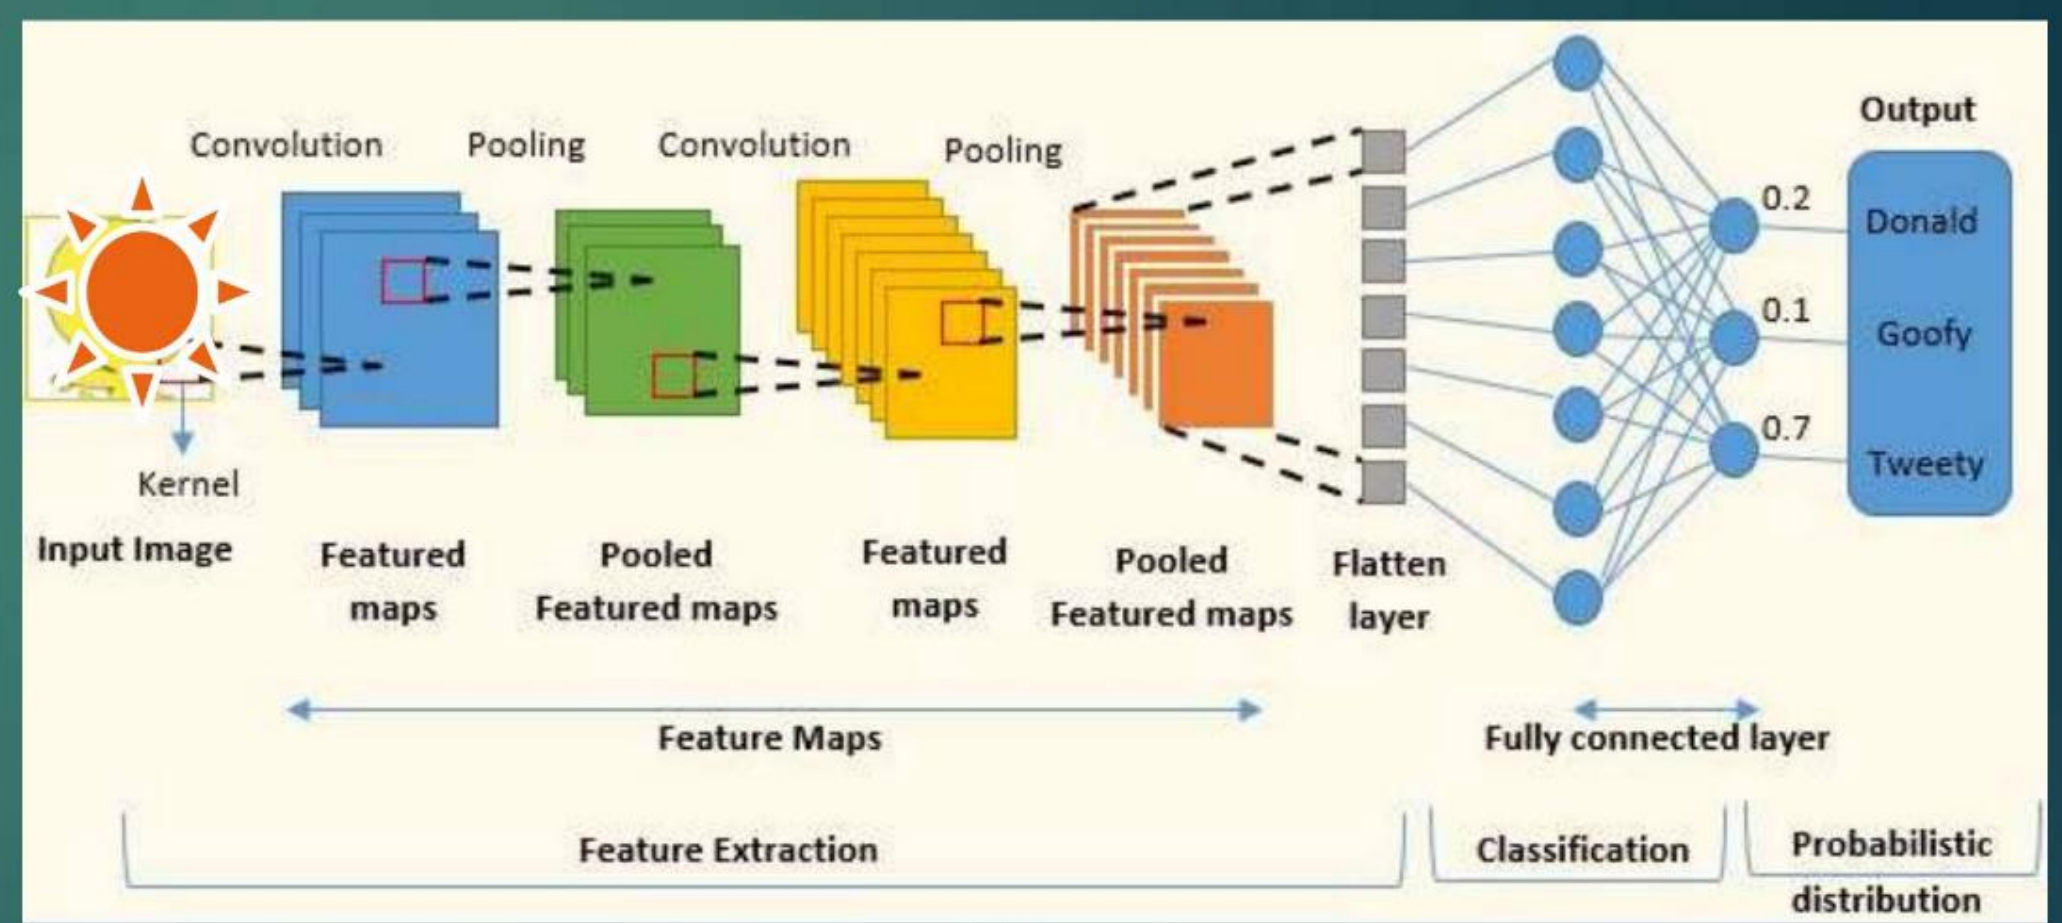 Convolution
Pooling
Convolution
Pooling
Output
0.2
Donald
0.1
Goofy
0.7
Tweety
Kernel
Input Image
Featured
maps
Pooled
Featured maps
Featured
maps
Pooled
Featured maps
Flatten
layer
Feature Maps
Fully connected layer
Feature Extraction
Classification
Probabilistic
distribution